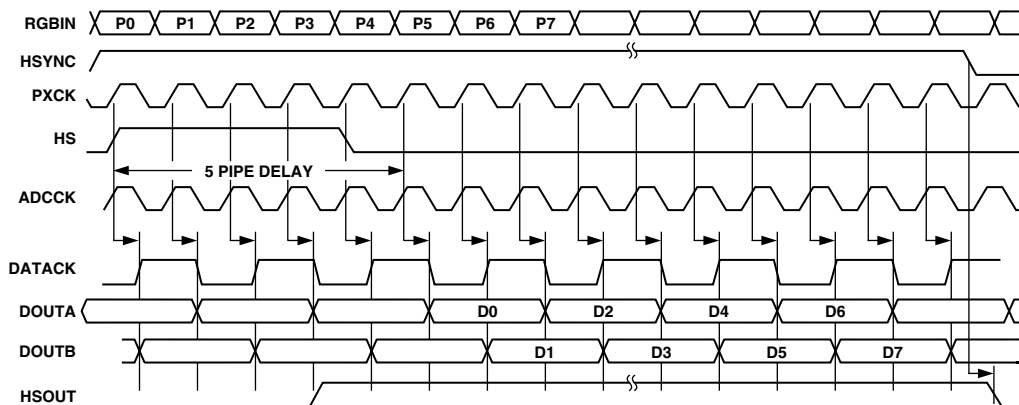 RGBIN P0 P1 P2 P3 P4 P5 P6 P7
HSYNC
PXCK
HS
5 PIPE DELAY
ADCCK
DATACK
DOUTA D0 D2 D4 D6
DOUTB D1 D3 D5 D7
HSOUT